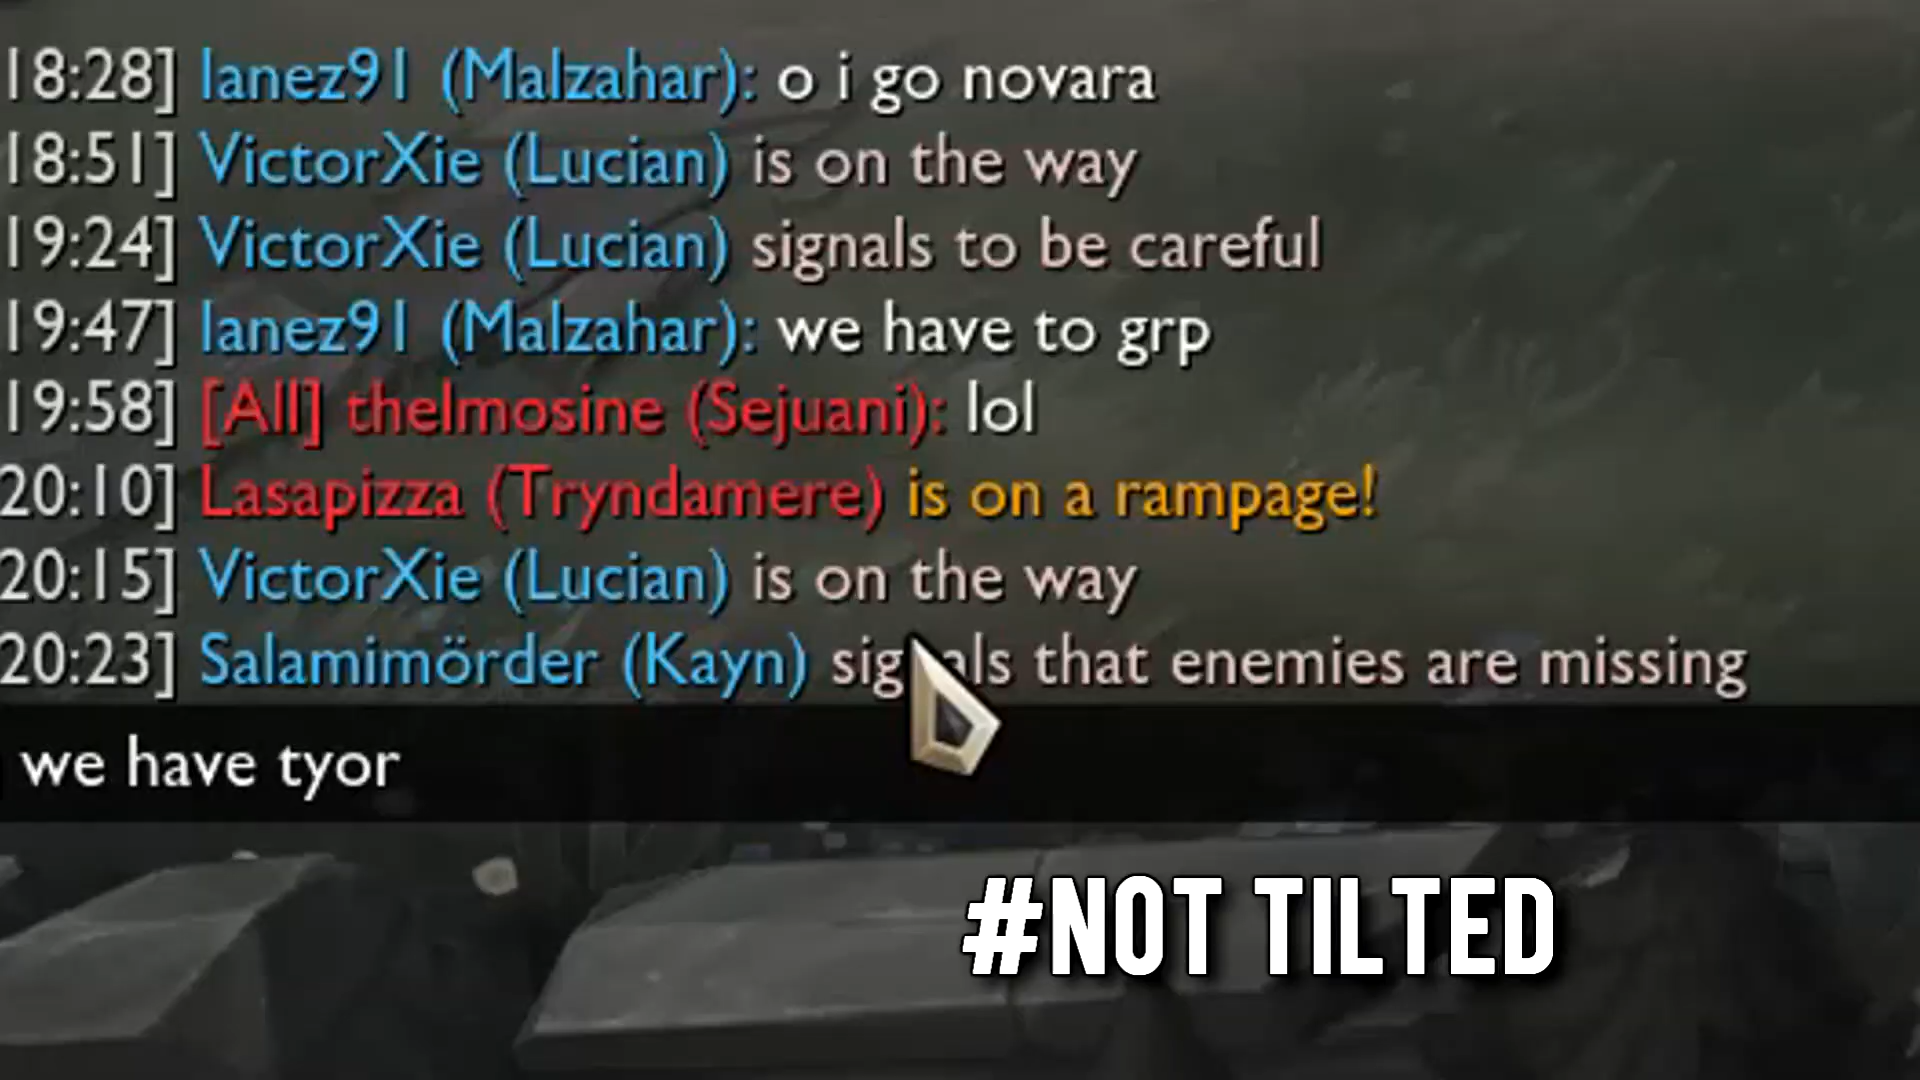 18:28] lanez91 (Malzahar): o i go novara
18:51] VictorXie (Lucian) is on the way
19:24] VictorXie (Lucian) signals to be careful
19:47] lanez91 (Malzahar): we have to grp
19:58] [All] thelmosine (Sejuani): lol
20:10] Lasapizza (Tryndamere) is on a rampage!
20:15] VictorXie (Lucian) is on the way
20:23] Salamimörder (Kayn) signals that enemies are missing
we have tyor
#NOT TILTED